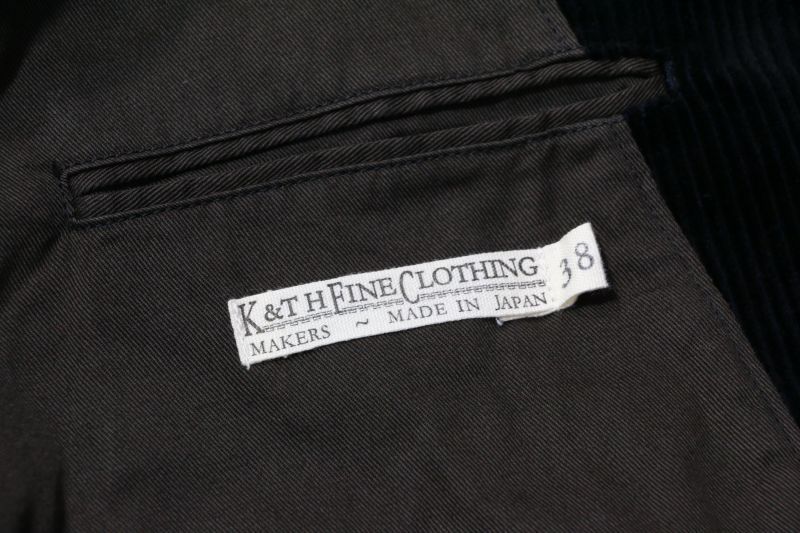 K &T H FINE CLOTHING
MAKERS ~ MADE IN JAPAN
38